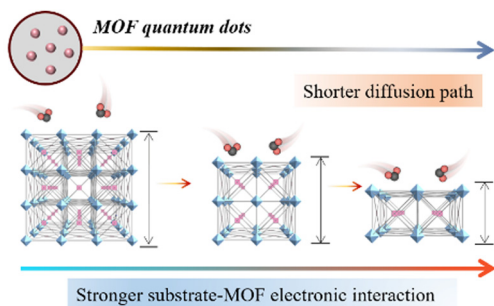 MOF quantum dots
Shorter diffusion path
Stronger substrate-MOF electronic interaction